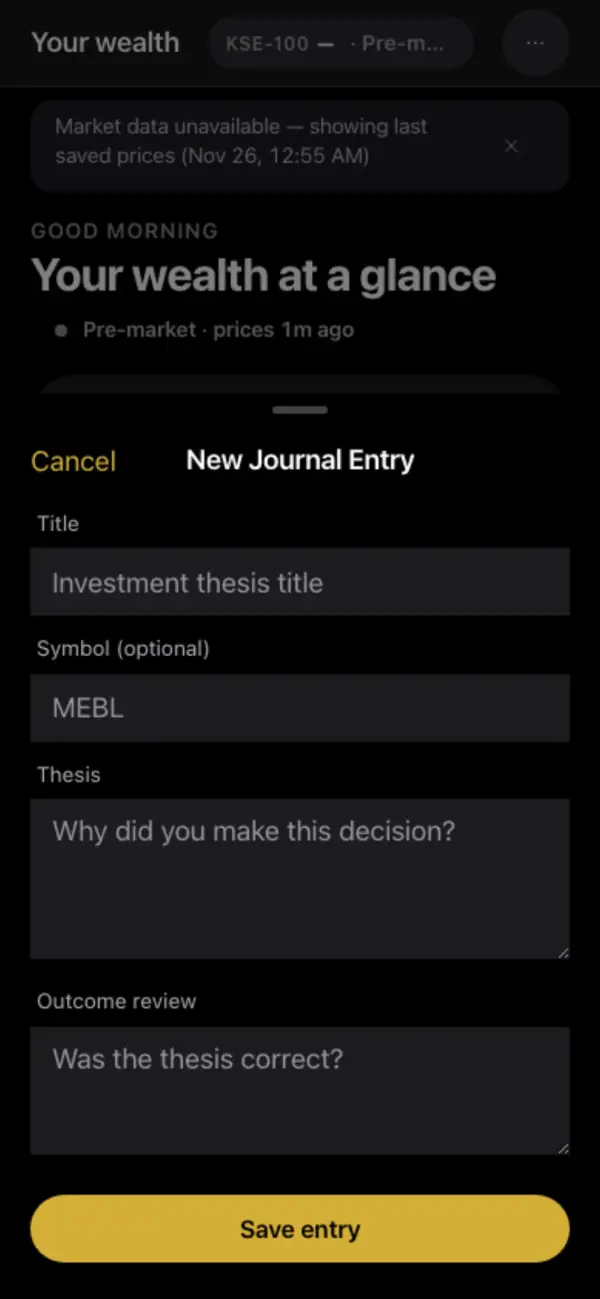 Your wealth
KSE-100 — · Pre-m...
...
Market data unavailable — showing last
saved prices (Nov 26, 12:55 AM)
×
GOOD MORNING
Your wealth at a glance
Pre-market · prices 1m ago
Cancel
New Journal Entry
Title
Investment thesis title
Symbol (optional)
MEBL
Thesis
Why did you make this decision?
Outcome review
Was the thesis correct?
Save entry